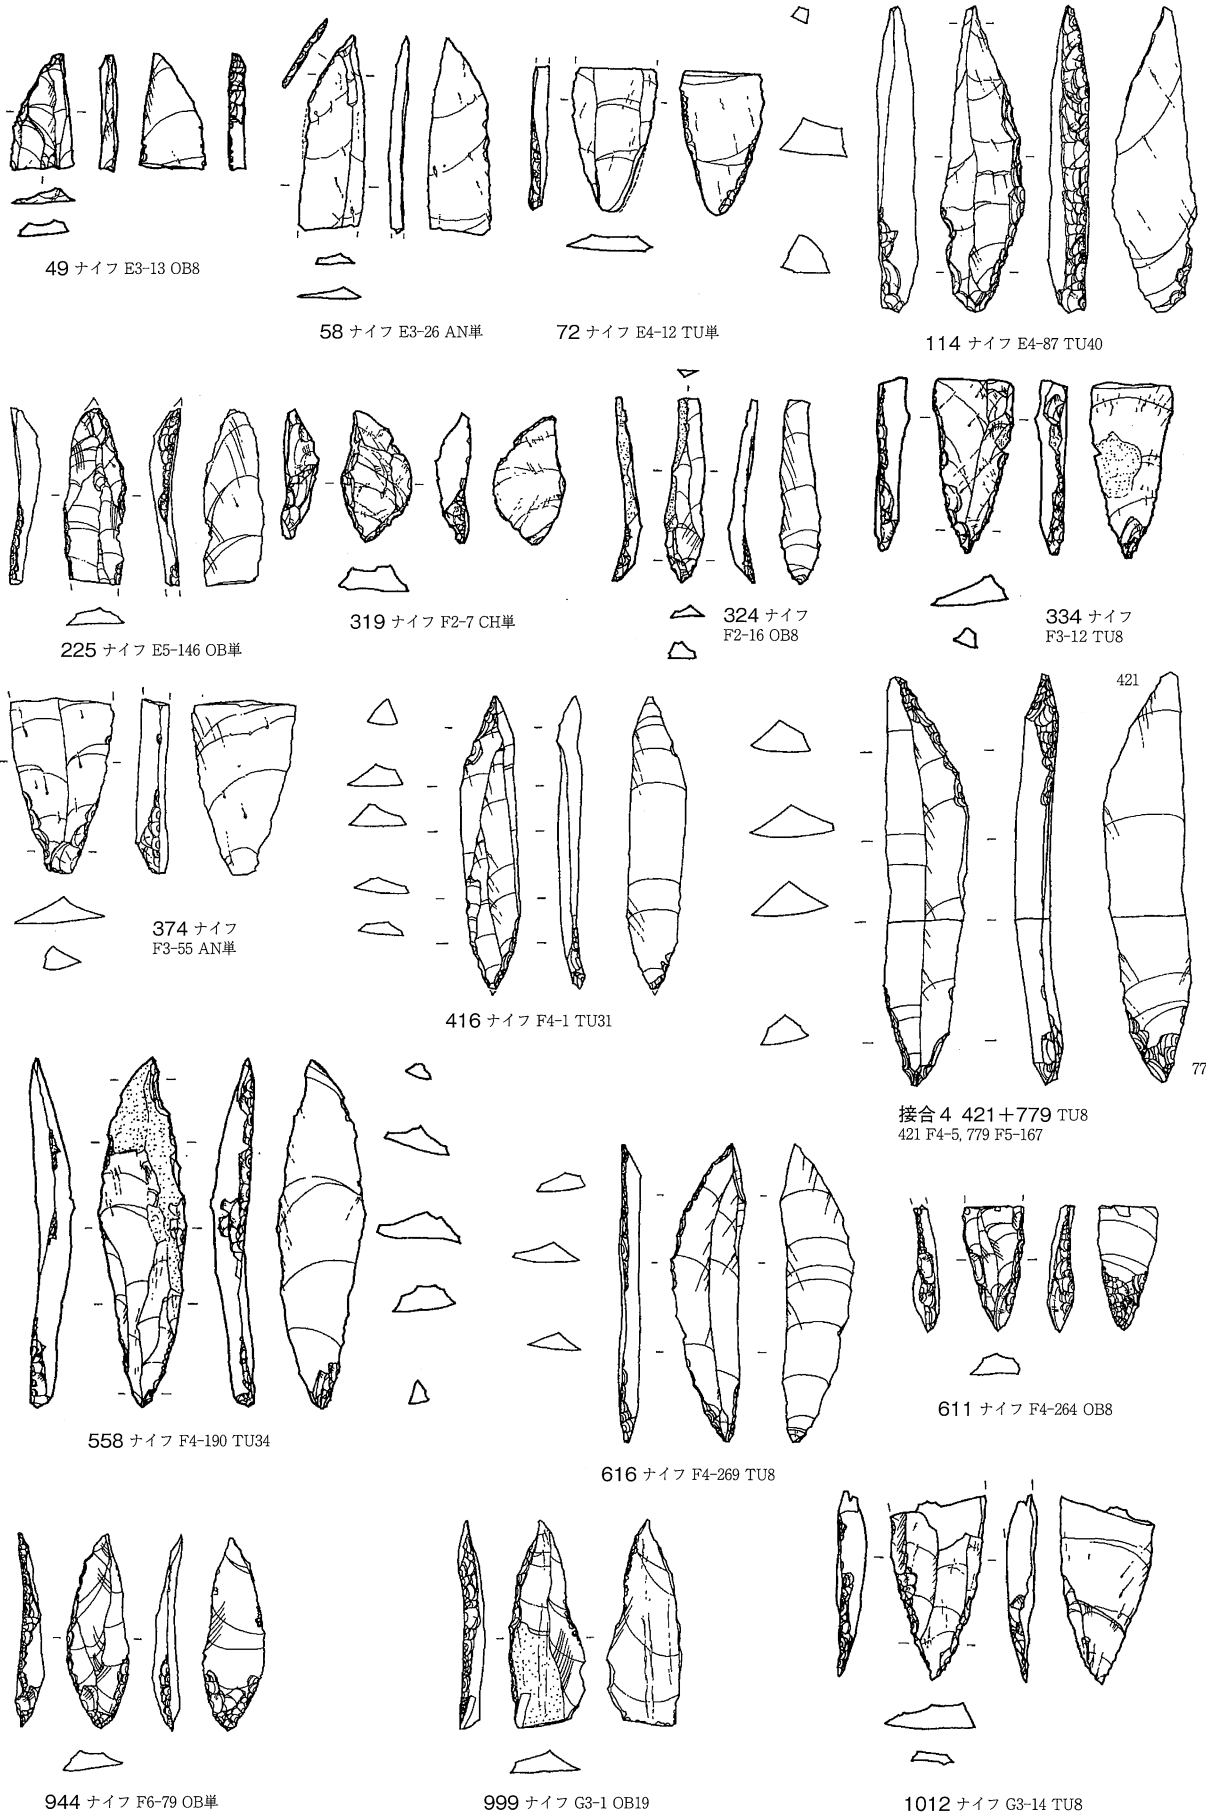 49 ナイフ E3-13 OB8
58 ナイフ E3-26 AN単
72 ナイフ E4-12 TU単
114 ナイフ E4-87 TU40
225 ナイフ E5-146 OB単
319 ナイフ F2-7 CH単
324 ナイフ
F2-16 OB8
334 ナイフ
F3-12 TU8
374 ナイフ
F3-55 AN単
416 ナイフ F4-1 TU31
421
77
接合4 421+779 TU8
421 F4-5, 779 F5-167
558 ナイフ F4-190 TU34
616 ナイフ F4-269 TU8
611 ナイフ F4-264 OB8
944 ナイフ F6-79 OB単
999 ナイフ G3-1 OB19
1012 ナイフ G3-14 TU8